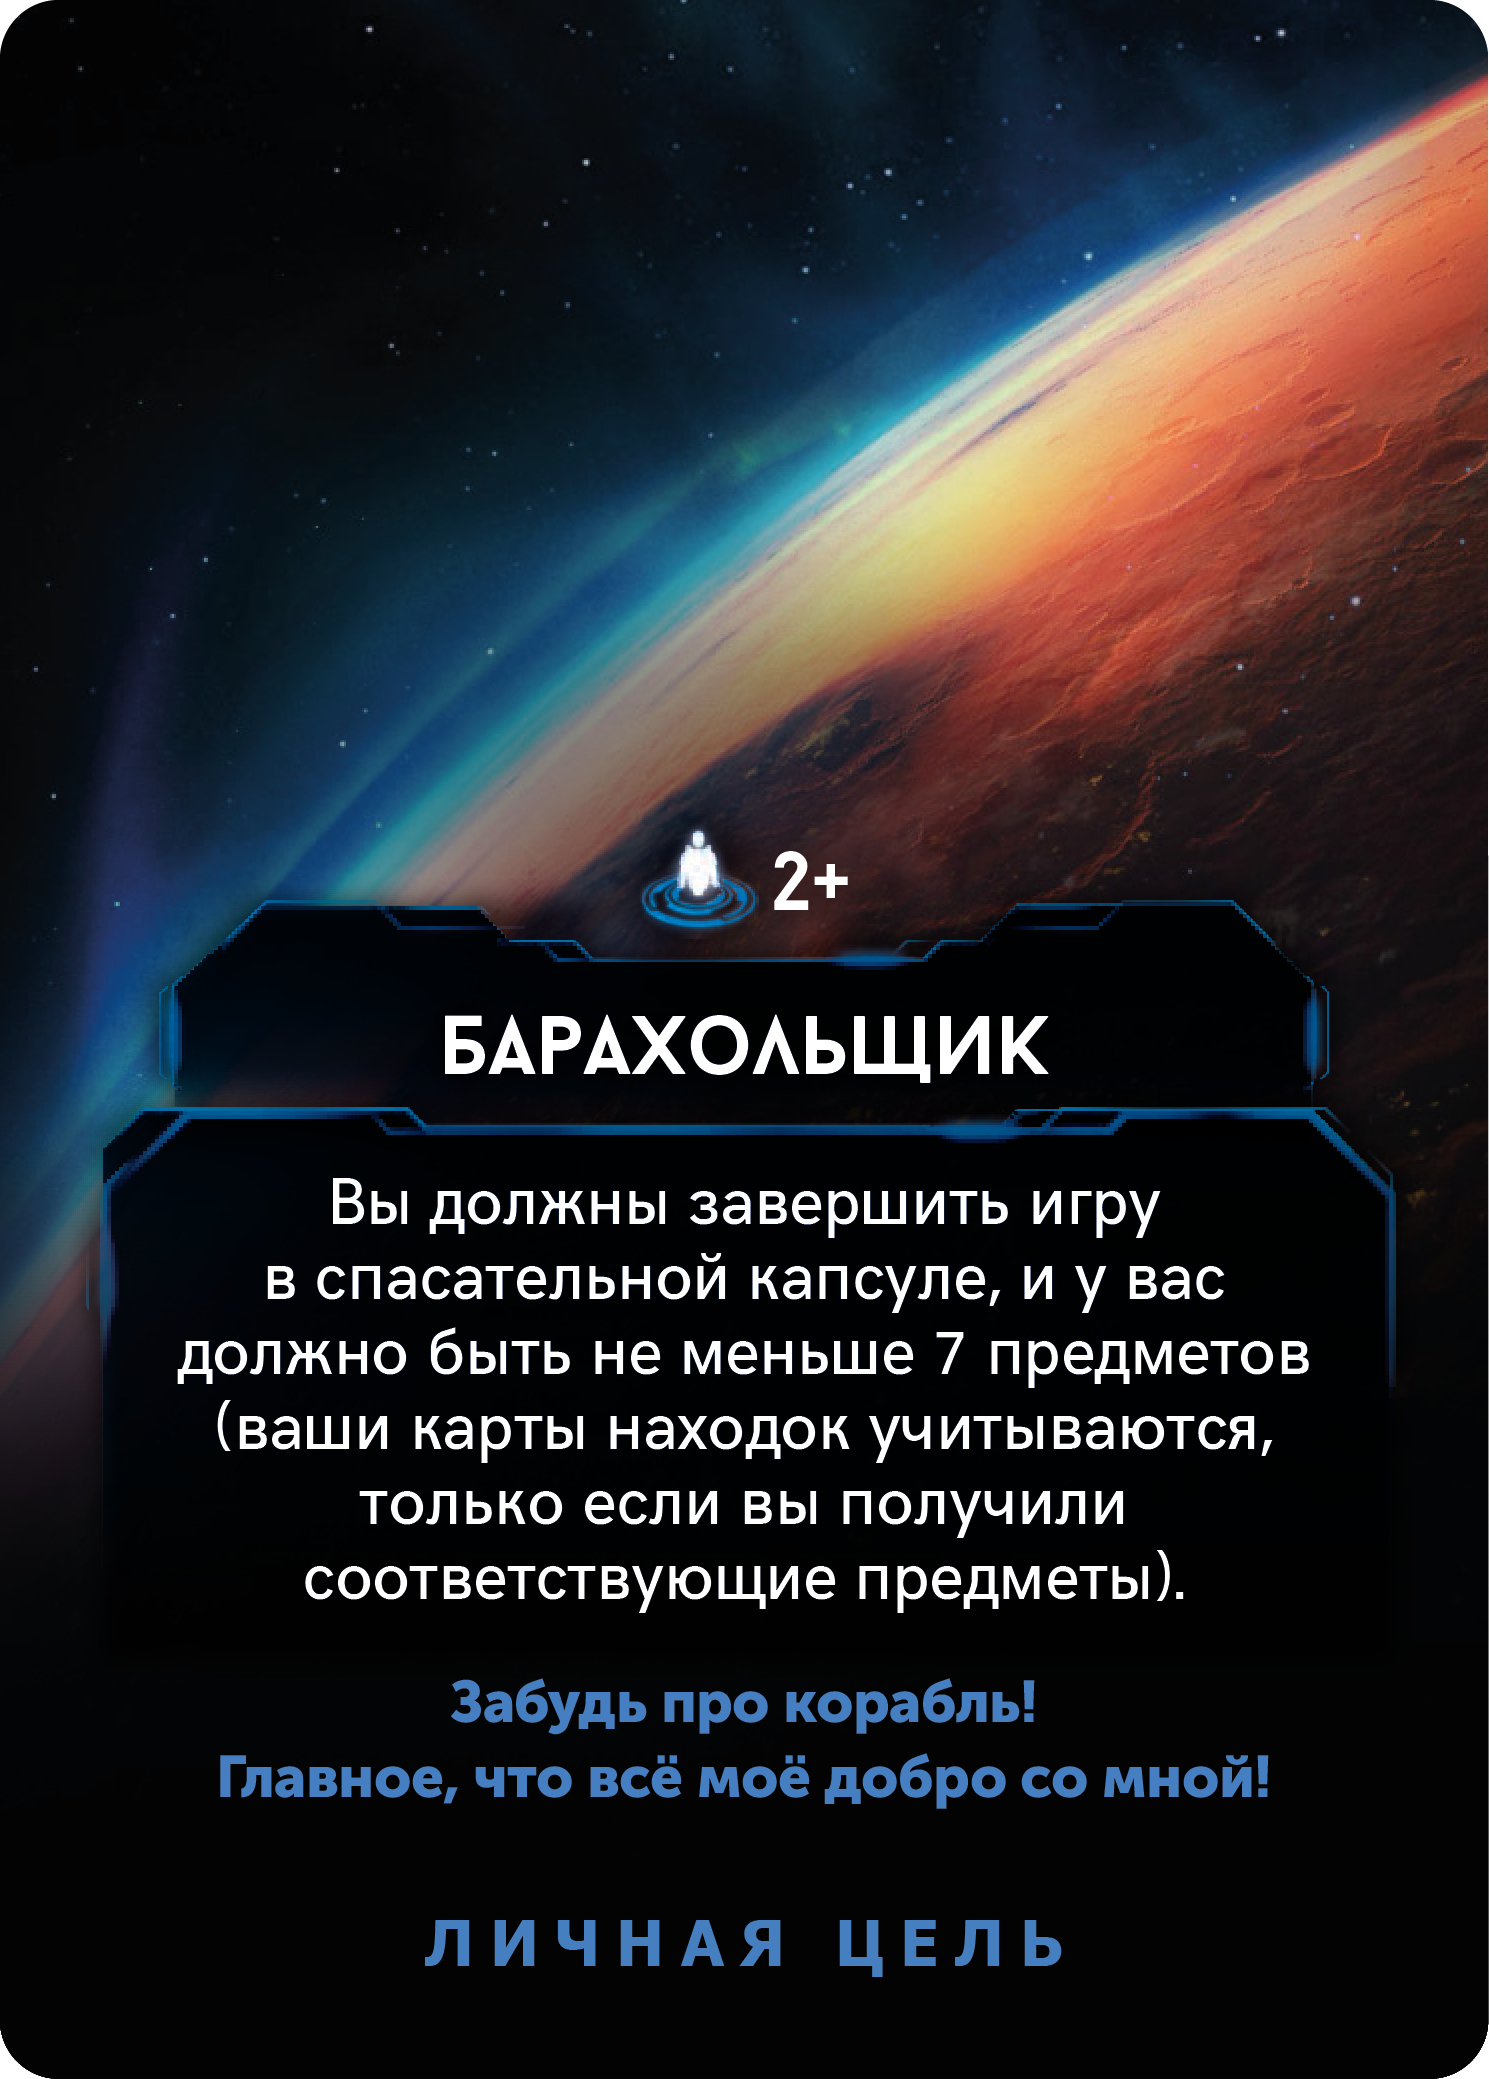 2+
БАРАХОЛЬЩИК
Вы должны завершить игру
в спасательной капсуле, и у вас
должно быть не меньше 7 предметов
(ваши карты находок учитываются,
только если вы получили
соответствующие предметы).
Забудь про корабль!
Главное, что всё моё добро со мной!
ЛИЧНАЯ ЦЕЛЬ